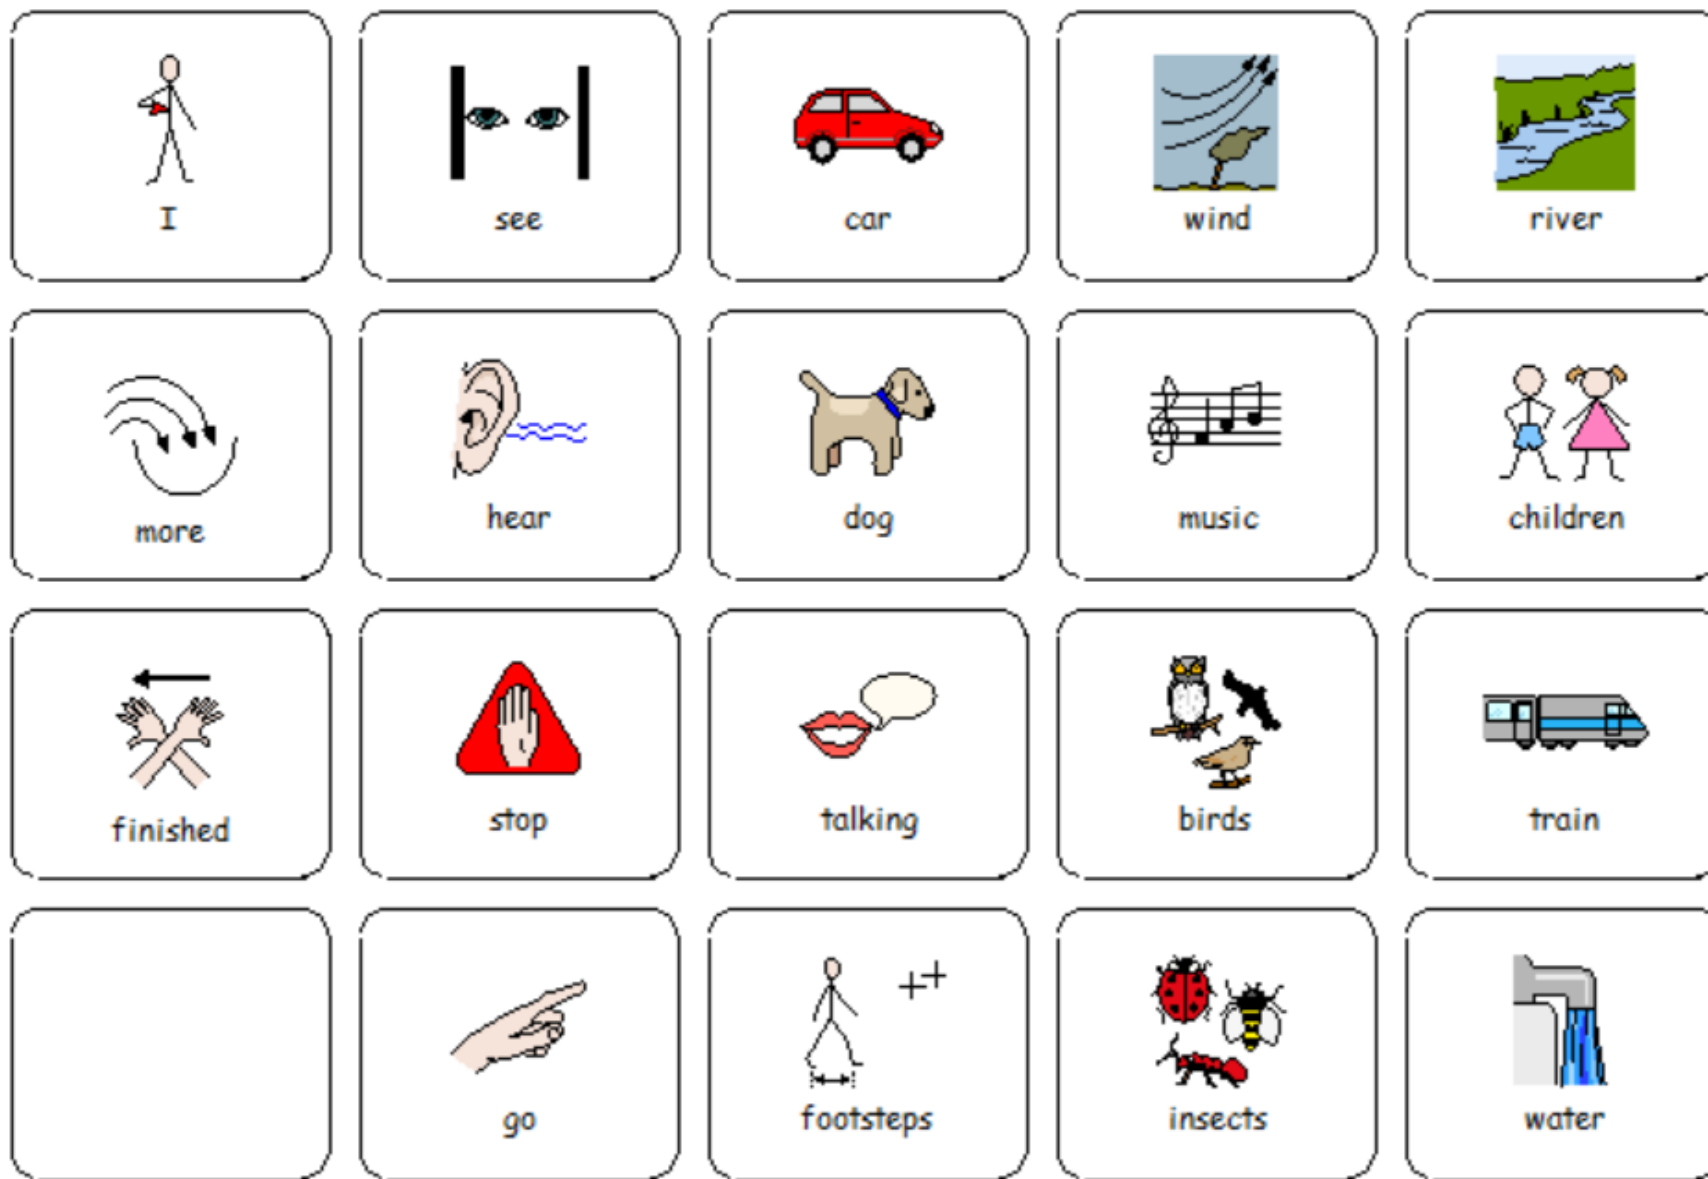 I see car wind river
more hear dog music children
finished stop talking birds train
go footsteps insects water